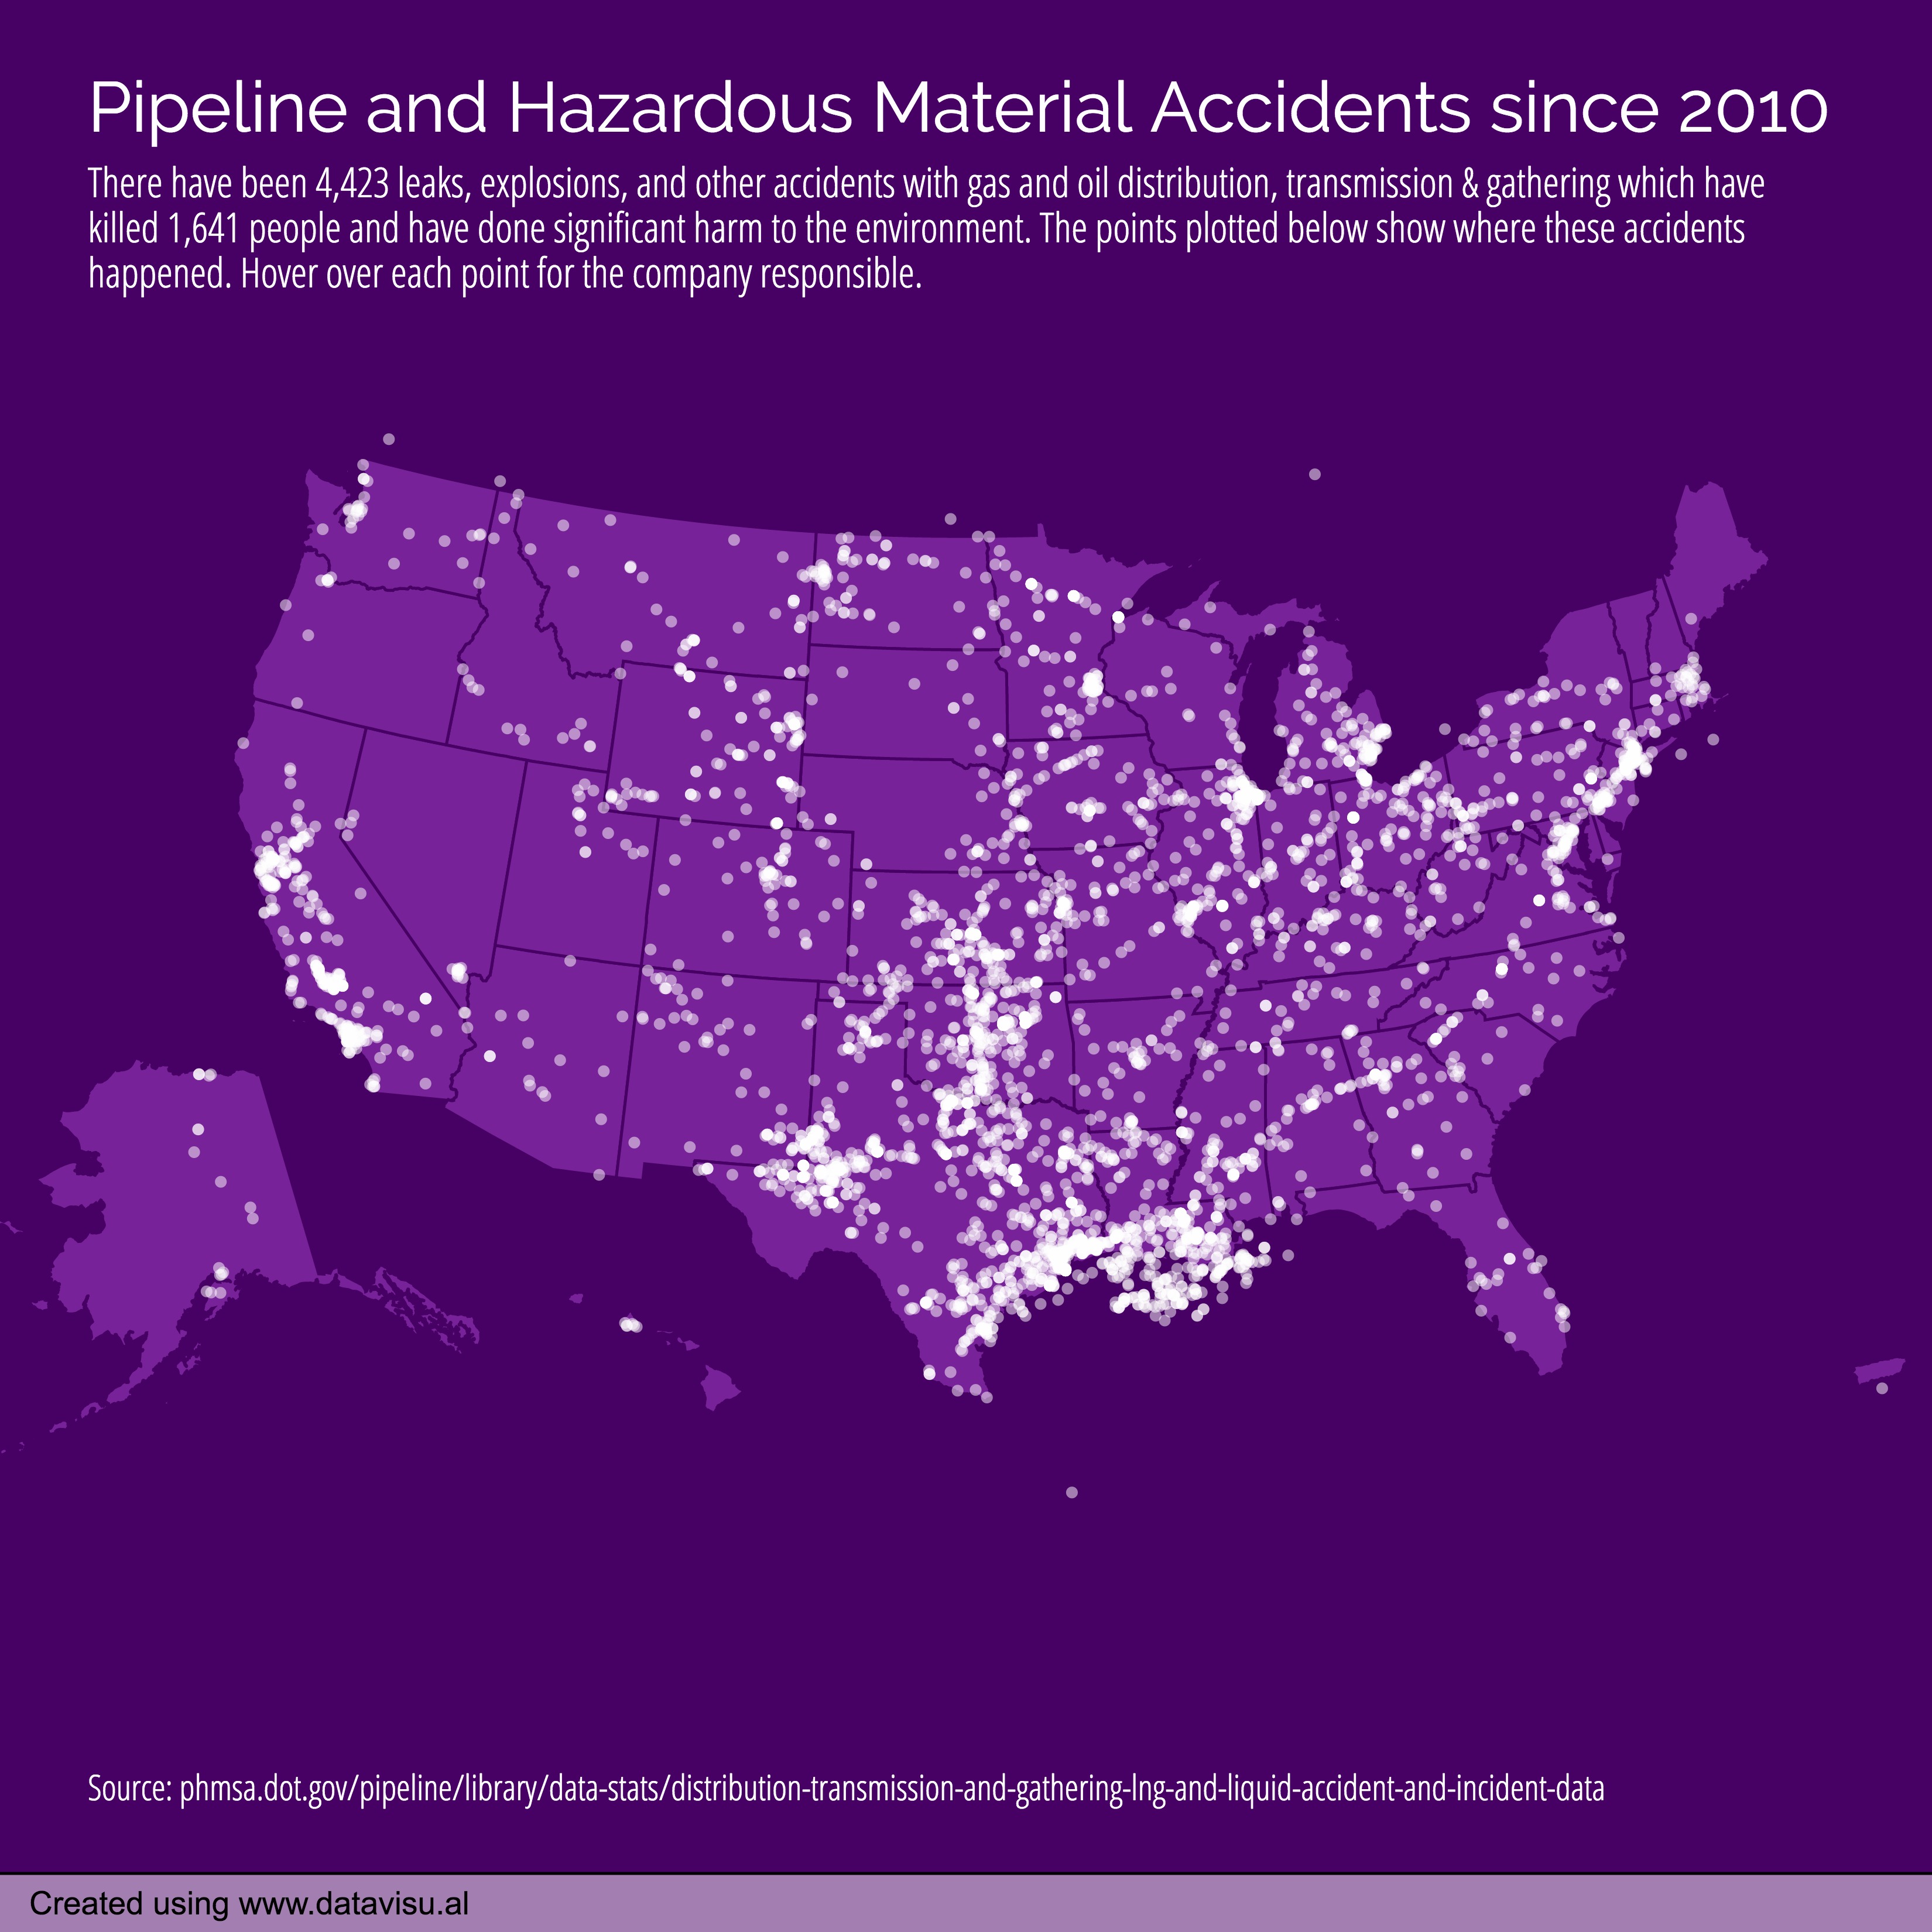 Pipeline and Hazardous Material Accidents since 2010
There have been 4,423 leaks, explosions, and other accidents with gas and oil distribution, transmission & gathering which have
killed 1,641 people and have done significant harm to the environment. The points plotted below show where these accidents
happened. Hover over each point for the company responsible.
Source: phmsa.dot.gov/pipeline/library/data-stats/distribution-transmission-and-gathering-lng-and-liquid-accident-and-incident-data
Created using www.datavisu.al